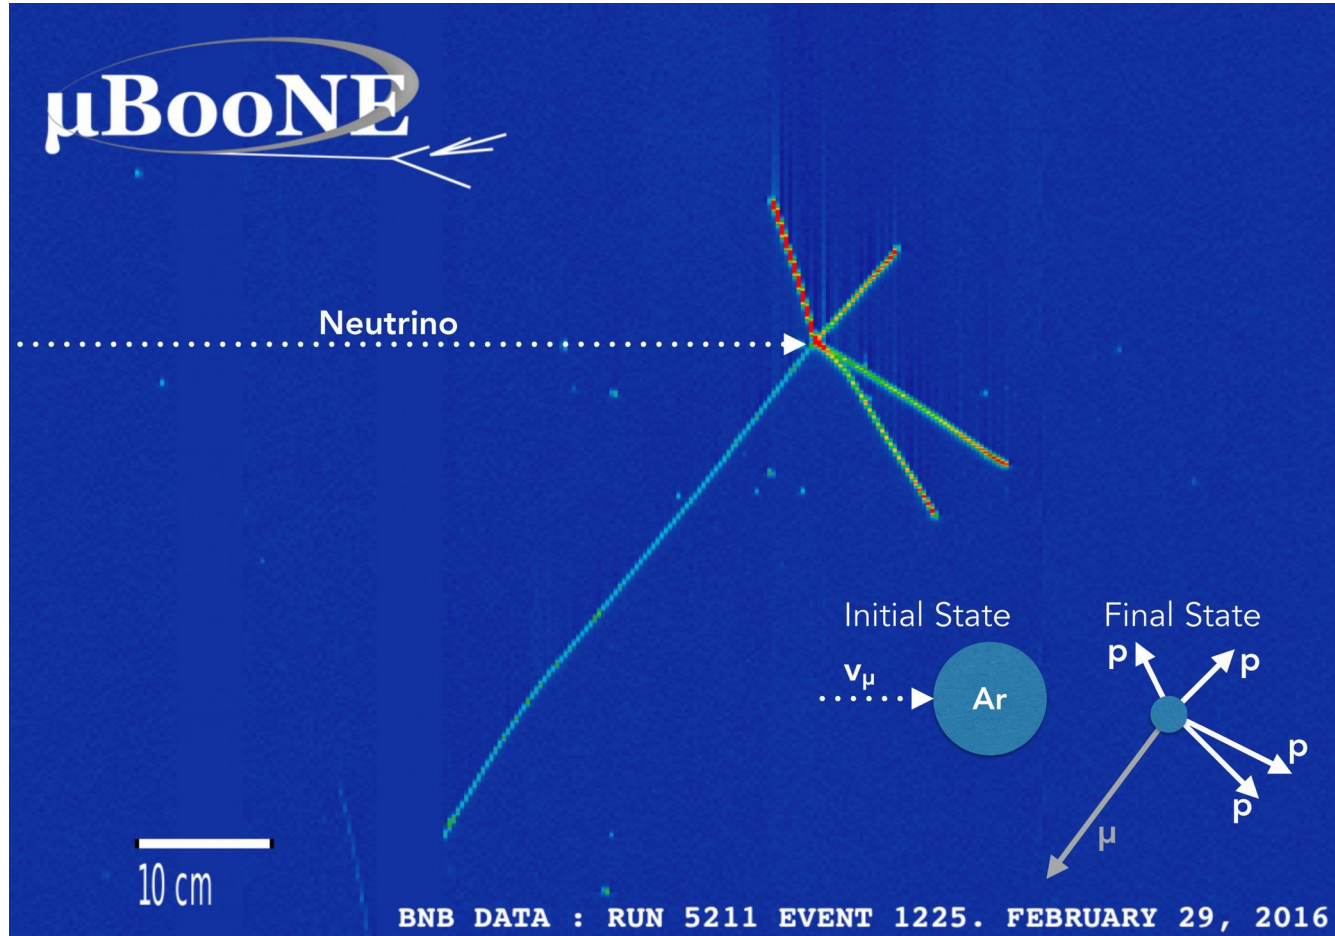 µBooNE
Neutrino
Initial State
Final State
νμ
Ar
p
p
p
p
μ
10 cm
BNB DATA : RUN 5211 EVENT 1225. FEBRUARY 29, 2016